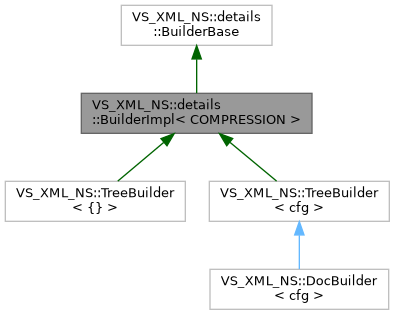 VS_XML_NS::details
::BuilderBase
VS_XML_NS::details
::BuilderImpl< COMPRESSION >
VS_XML_NS::TreeBuilder
< {} >
VS_XML_NS::TreeBuilder
< cfg >
VS_XML_NS::DocBuilder
< cfg >